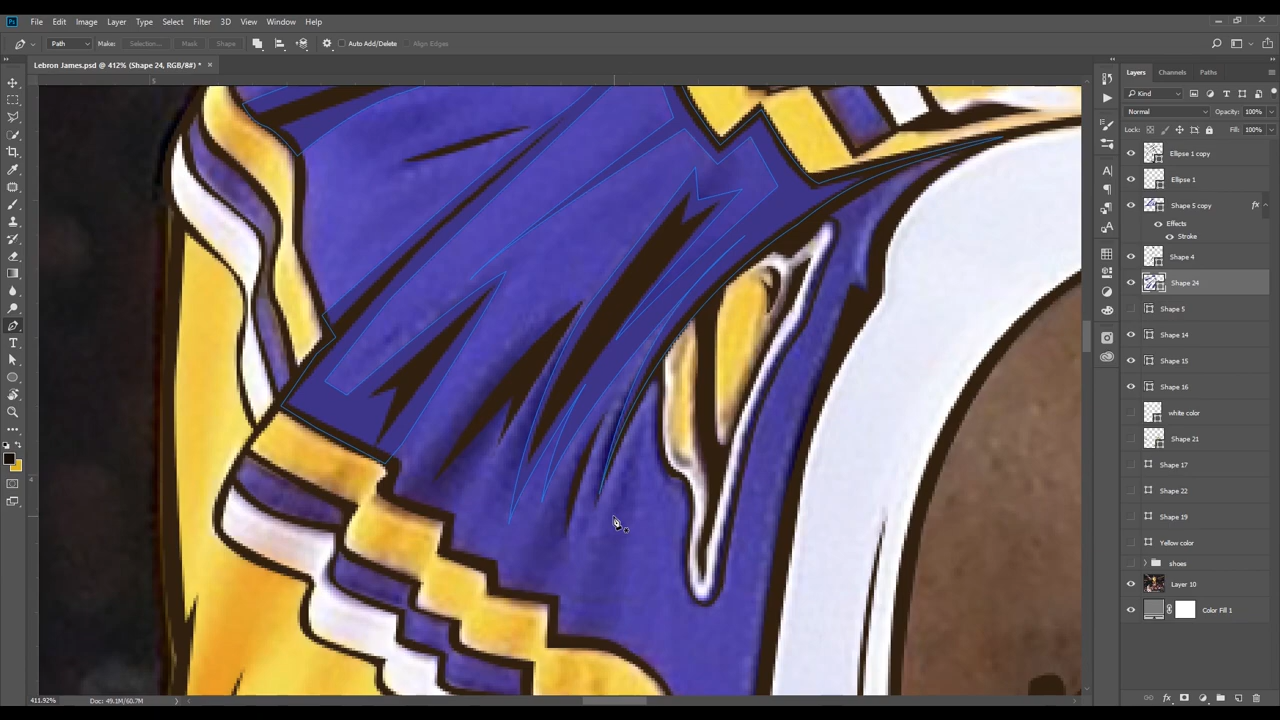 Ps File Edit Image Layer Type Select Filter 3D View Window Help
Path Make: Selection... Mask Shape Auto Add/Delete Align Edges
Lebron James.psd @ 412% (Shape 24, RGB/8#) *
5
4
Layers Channels Paths
Kind
Normal Opacity: 100%
Lock: Fill: 100%
Ellipse 1 copy
Ellipse 1
Shape 5 copy fx
Effects
Stroke
Shape 4
Shape 24
Shape 5
Shape 14
Shape 15
Shape 16
white color
Shape 21
Shape 17
Shape 22
Shape 19
Yellow color
shoes
Layer 10
Color Fill 1
411.92% Doc: 49.1M/60.7M